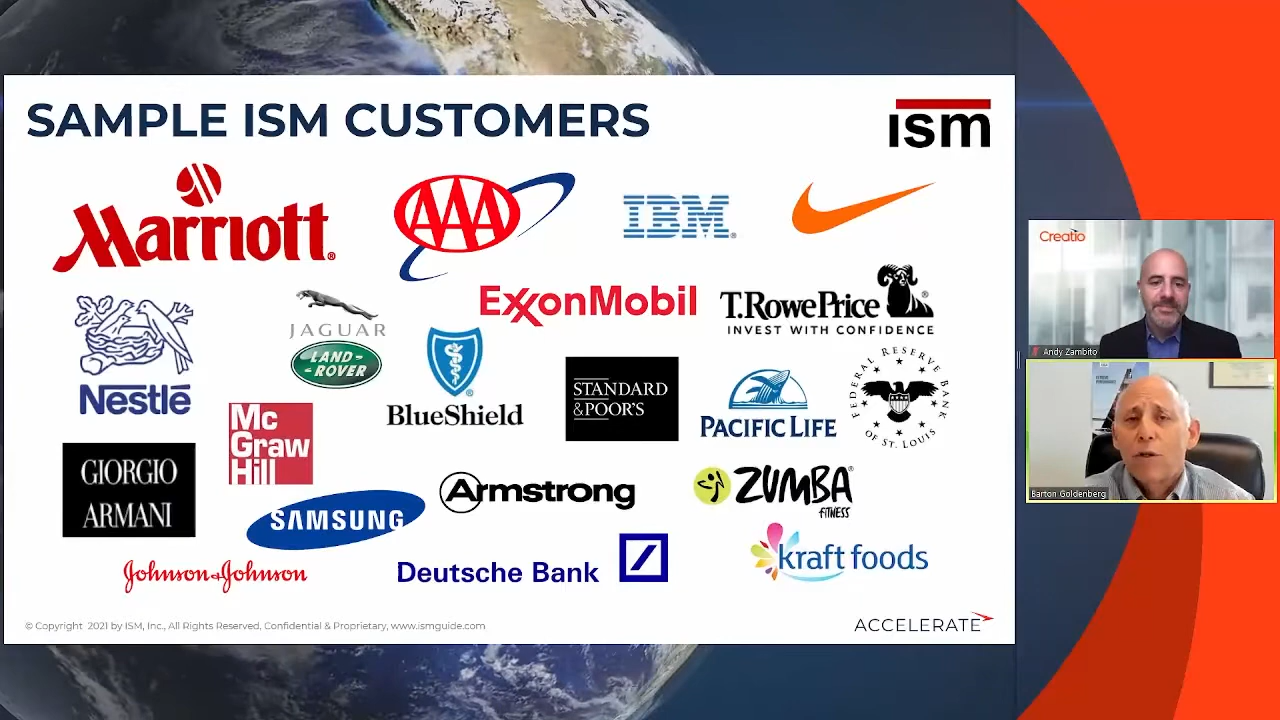 SAMPLE ISM CUSTOMERS
ism
Marriott®
AAA
IBM®
ExxonMobil
T.RowePrice®
INVEST WITH CONFIDENCE
JAGUAR
LAND-
-ROVER
Nestlé
BlueShield
®
STANDARD
&POOR'S
PACIFIC LIFE
FEDERAL RESERVE BANK
OF ST. LOUIS
Mc
Graw
Hill
GIORGIO
ARMANI
SAMSUNG
Armstrong
ZUMBA®
FITNESS
Johnson&Johnson
Deutsche Bank
kraft foods
© Copyright 2021 by ISM, Inc., All Rights Reserved, Confidential & Proprietary, www.ismguide.com
ACCELERATE
Creatio
Andy Zambito
Barton Goldenberg